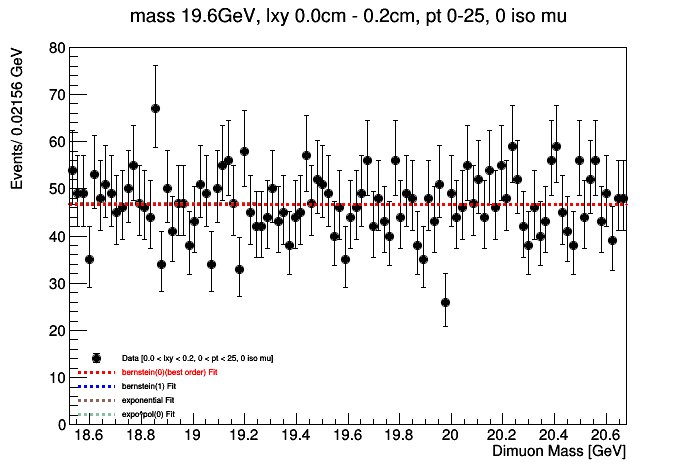 mass 19.6GeV, lxy 0.0cm - 0.2cm, pt 0-25, 0 iso mu
Events/ 0.02156 GeV
80
70
60
50
40
30
20
10
0
Data [0.0 < lxy < 0.2, 0 < pt < 25, 0 iso mu]
bernstein(0)(best order) Fit
bernstein(1) Fit
exponential Fit
expo*pol(0) Fit
18.6 18.8 19 19.2 19.4 19.6 19.8 20 20.2 20.4 20.6
Dimuon Mass [GeV]